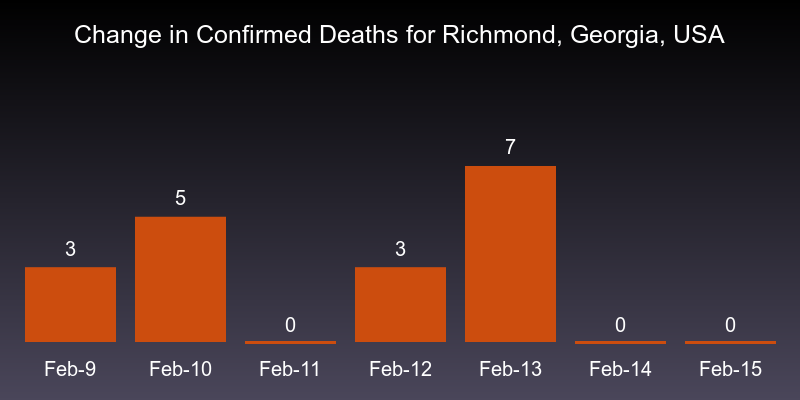 Change in Confirmed Deaths for Richmond, Georgia, USA
7
5
3 3
0 0 0
Feb-9 Feb-10 Feb-11 Feb-12 Feb-13 Feb-14 Feb-15